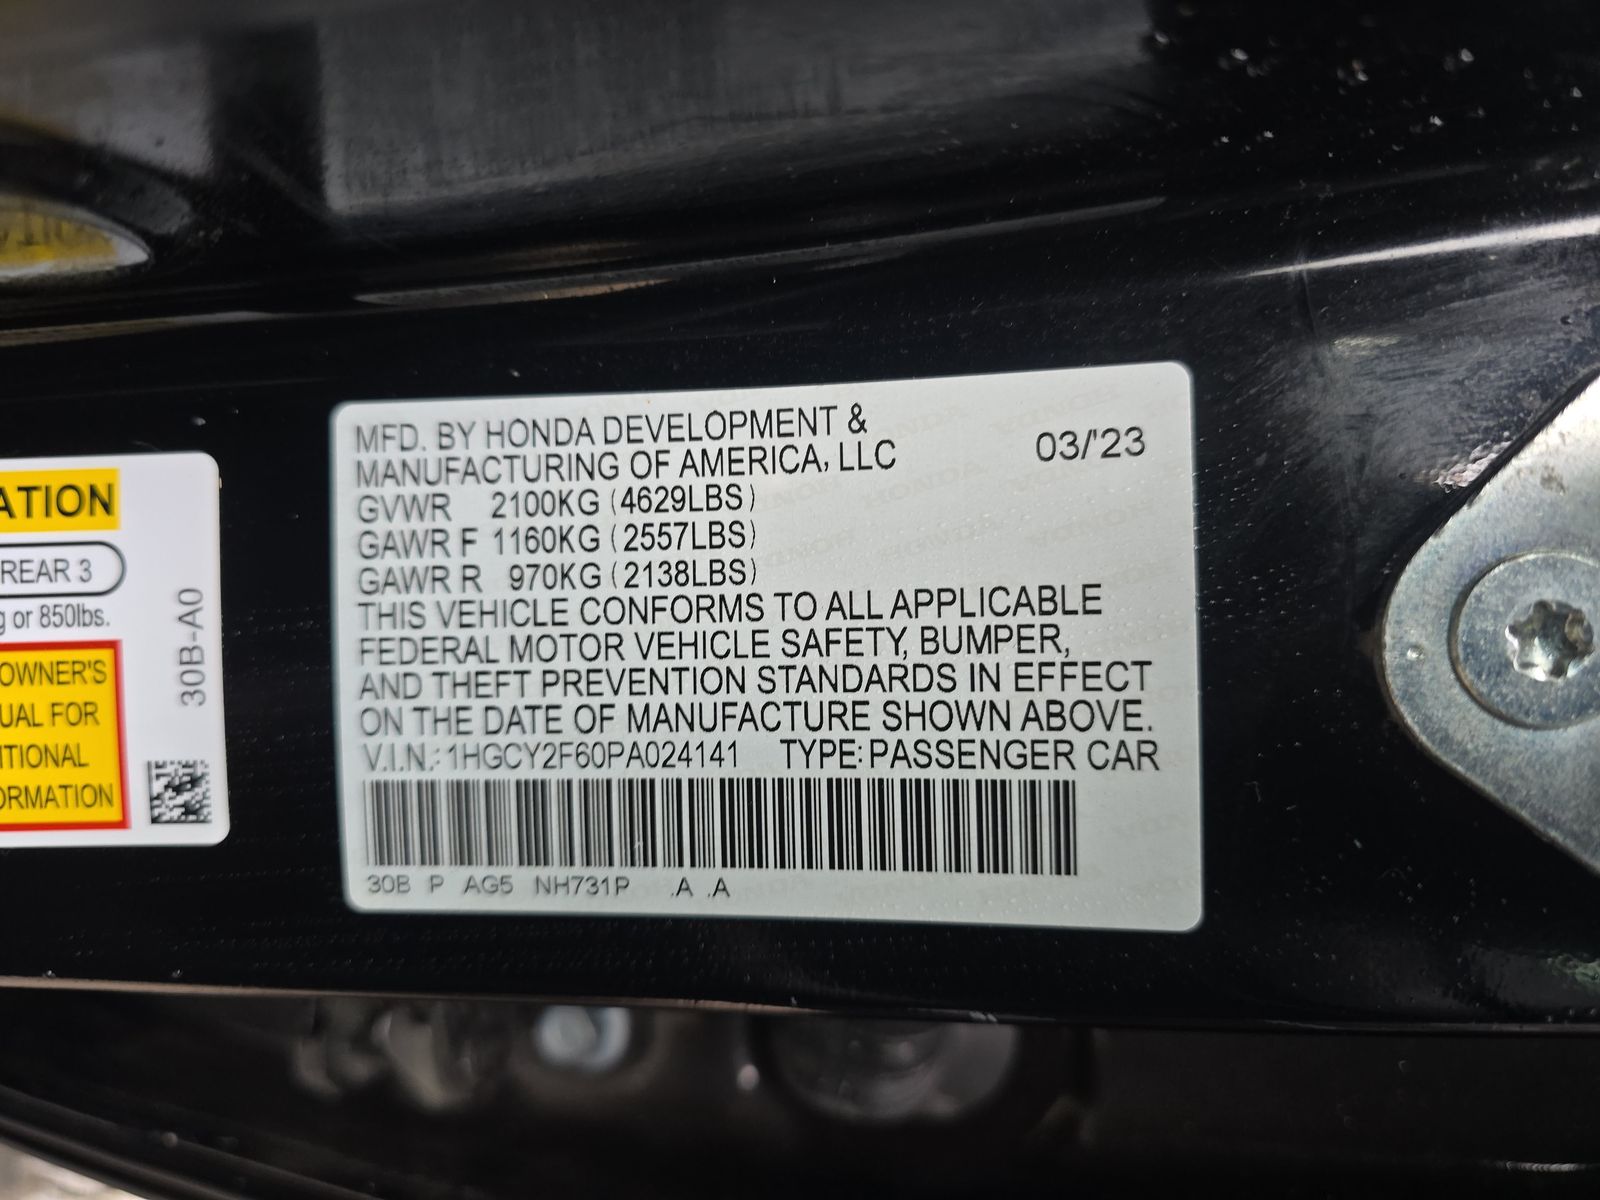 ATION
REAR 3
g or 850lbs.
OWNER'S
UAL FOR
ITIONAL
ORMATION
30B-A0
MFD. BY HONDA DEVELOPMENT &
MANUFACTURING OF AMERICA, LLC 03/'23
GVWR 2100KG (4629LBS)
GAWR F 1160KG (2557LBS)
GAWR R 970KG (2138LBS)
THIS VEHICLE CONFORMS TO ALL APPLICABLE
FEDERAL MOTOR VEHICLE SAFETY, BUMPER,
AND THEFT PREVENTION STANDARDS IN EFFECT
ON THE DATE OF MANUFACTURE SHOWN ABOVE.
V.I.N.: 1HGCY2F60PA024141 TYPE: PASSENGER CAR
30B P AG5 NH731P .A .A